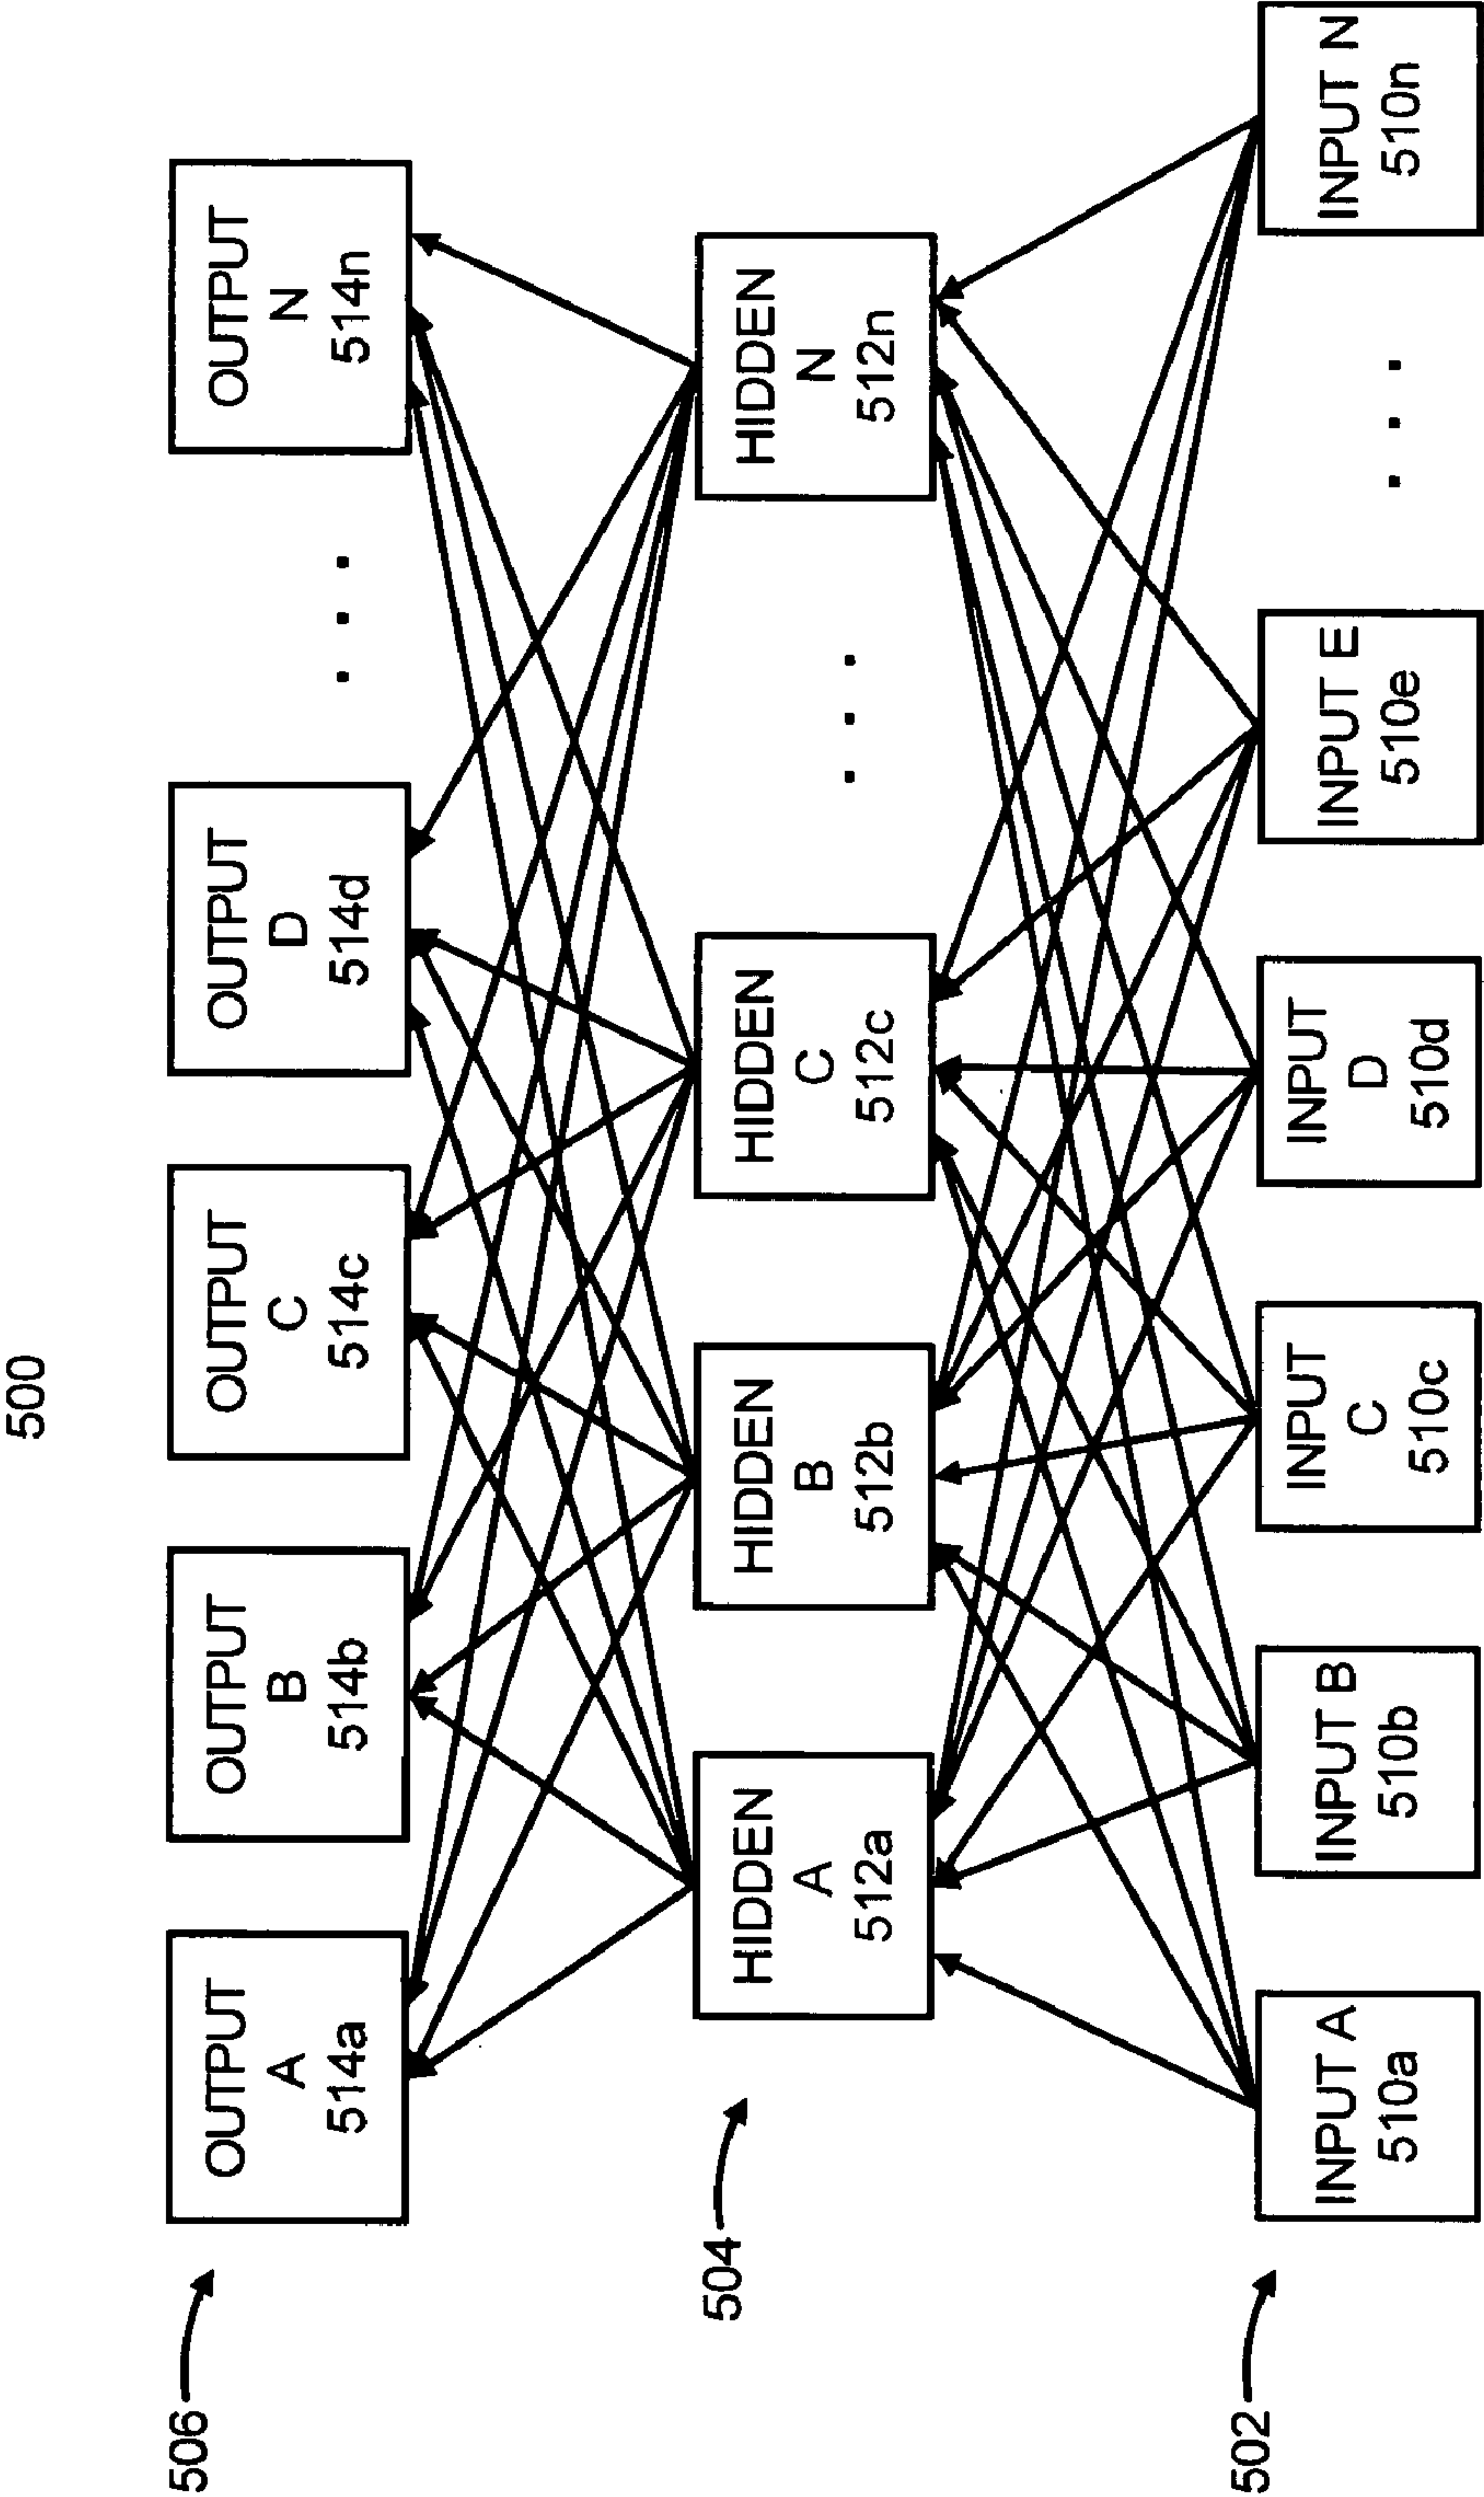 500
506
OUTPUT
A
514a
OUTPUT
B
514b
OUTPUT
C
514c
OUTPUT
D
514d
. . .
OUTPUT
N
514n
504
HIDDEN
A
512a
HIDDEN
B
512b
HIDDEN
C
512c
. . .
HIDDEN
N
512n
502
INPUT A
510a
INPUT B
510b
INPUT
C
510c
INPUT
D
510d
INPUT E
510e
. . .
INPUT N
510n